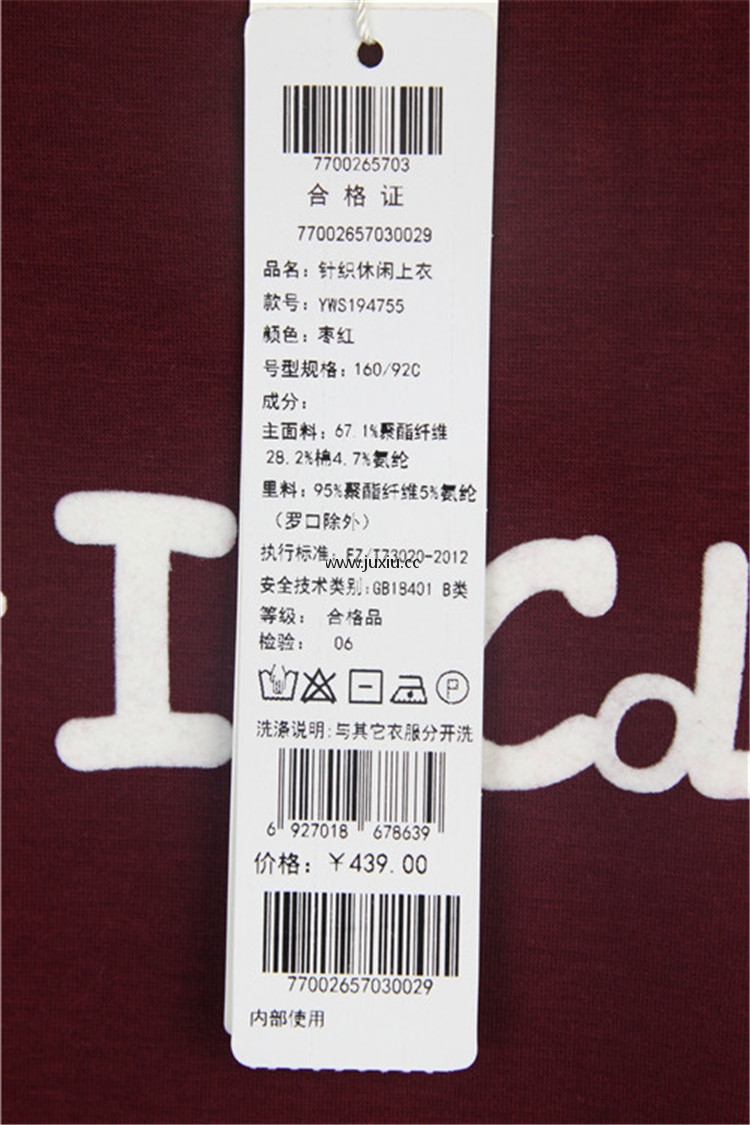 7700265703
合格证
77002657030029
品名：针织休闲上衣
款号：YWS194755
颜色：枣红
号型规格：160/92C
成分：
主面料：67.1%聚酯纤维
28.2%棉4.7%氨纶
里料：95%聚酯纤维5%氨纶
（罗口除外）
执行标准：FZ/T73020-2012
www.juxiu.cc
安全技术类别:GB18401 B类
等级： 合格品
检验： 06
P
洗涤说明:与其它衣服分开洗
6 927018 678639
价格：￥439.00
77002657030029
内部使用
I Cd